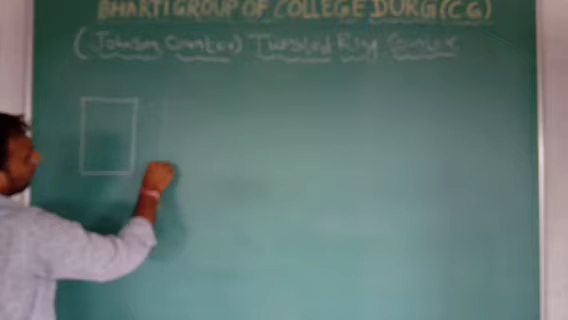 BHARTI GROUP OF COLLEGE DURG (C G)
(Johnson Counter) Twisted Ring Counter